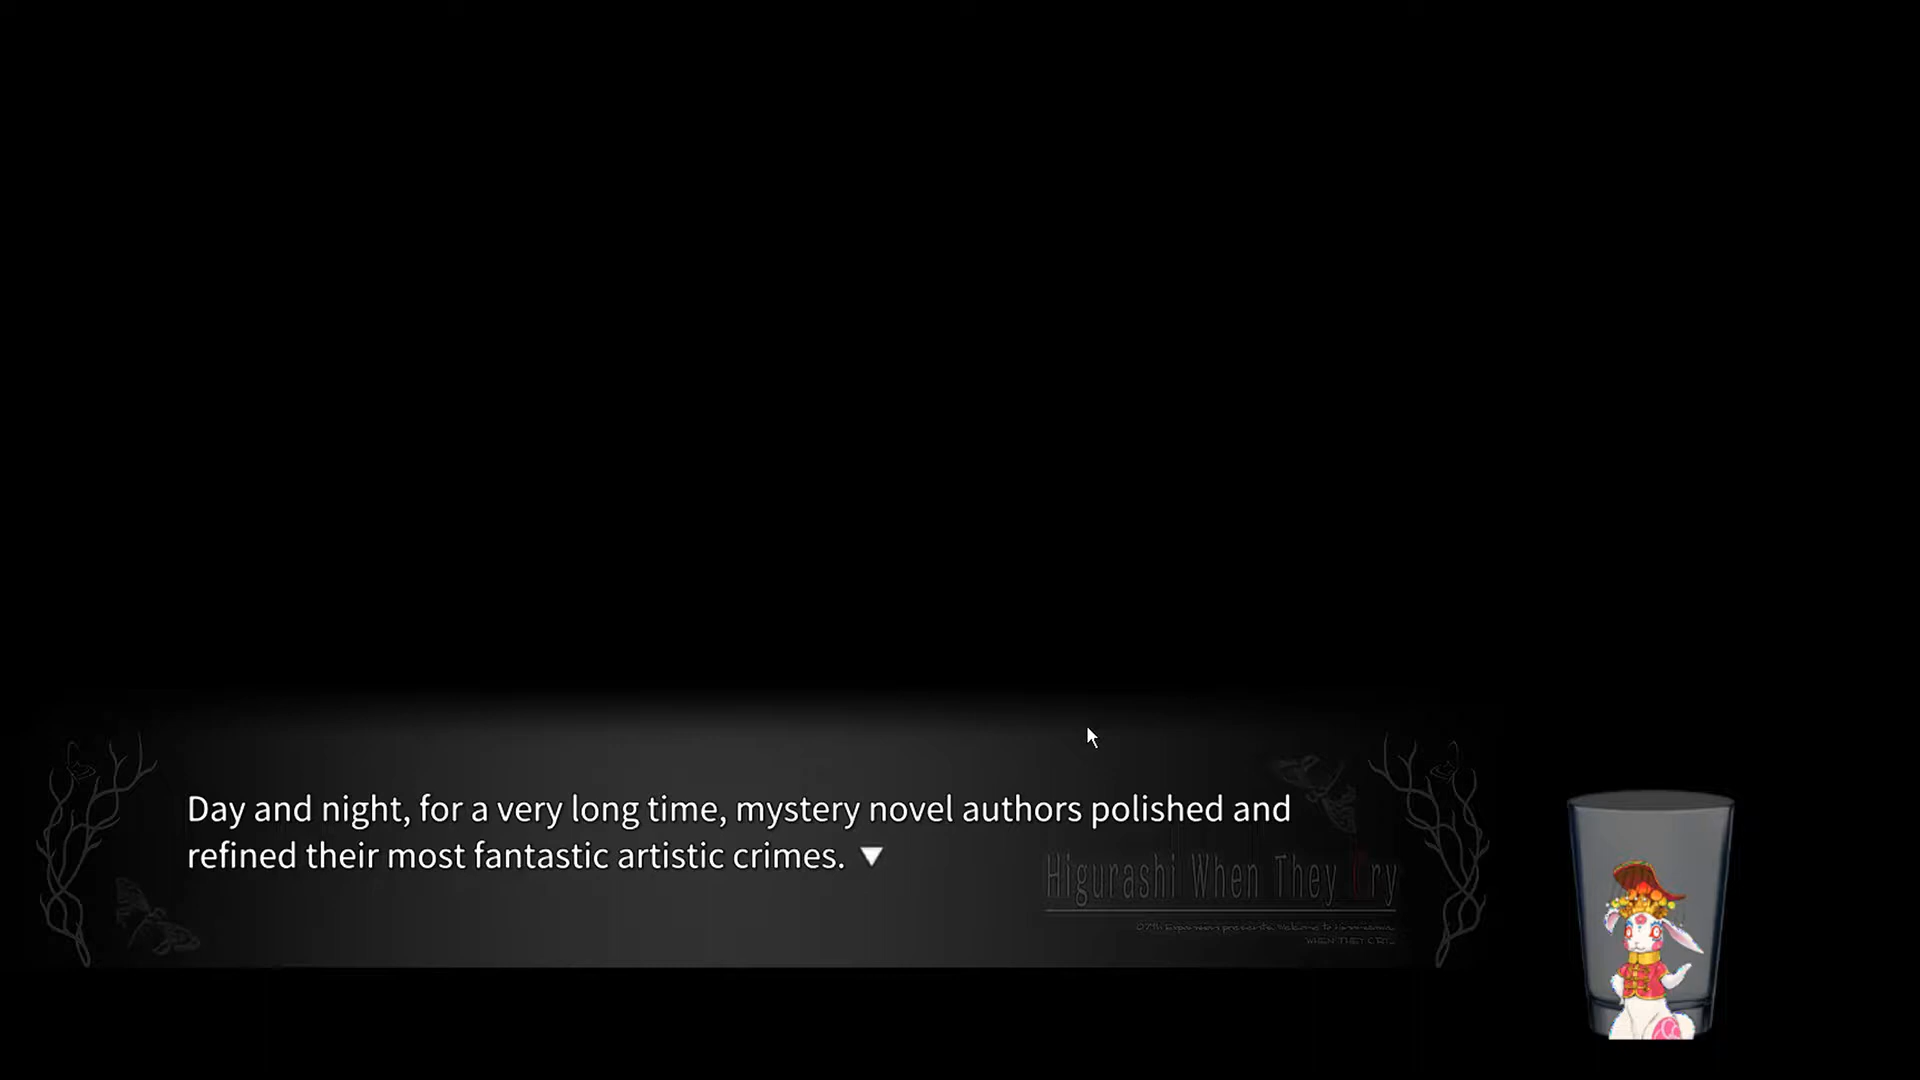 Day and night, for a very long time, mystery novel authors polished and
refined their most fantastic artistic crimes.
Higurashi When They Cry